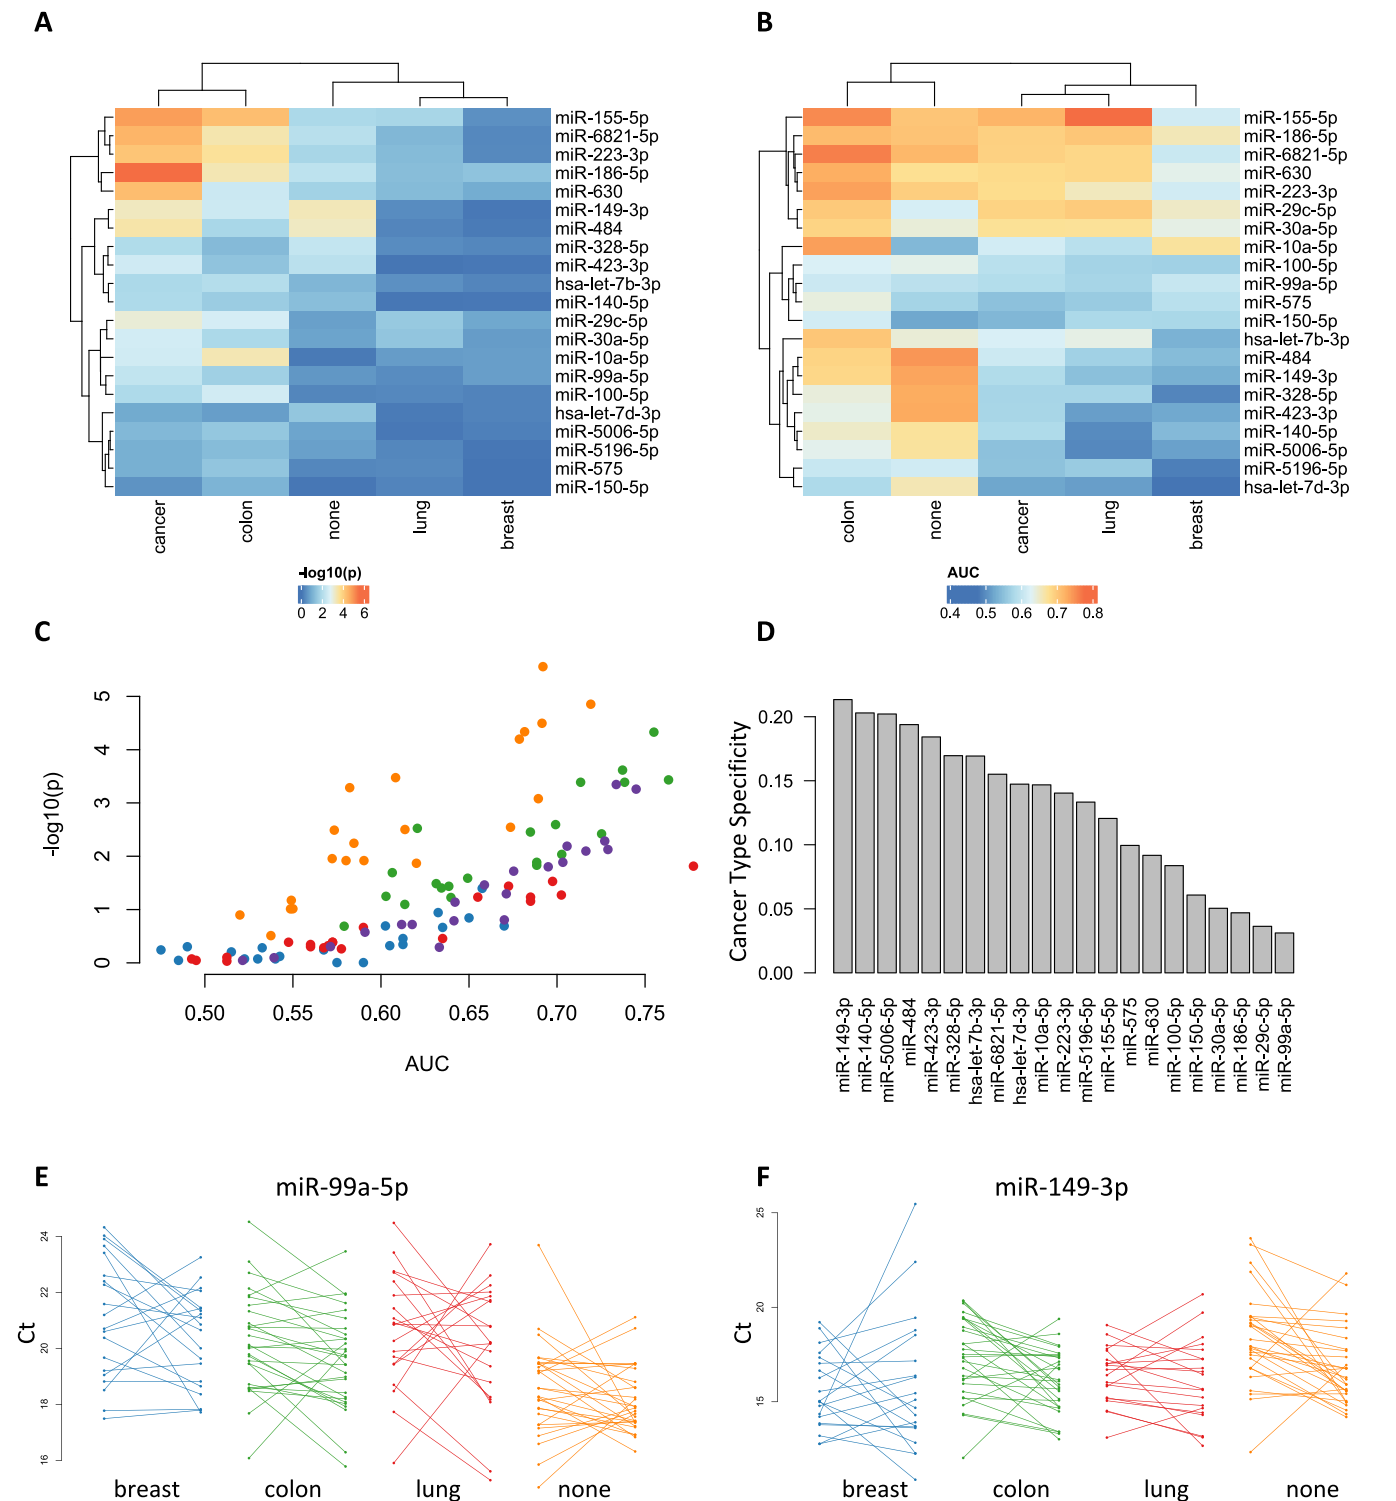 A
miR-155-5p
miR-6821-5p
miR-223-3p
miR-186-5p
miR-630
miR-149-3p
miR-484
miR-328-5p
miR-423-3p
hsa-let-7b-3p
miR-140-5p
miR-29c-5p
miR-30a-5p
miR-10a-5p
miR-99a-5p
miR-100-5p
hsa-let-7d-3p
miR-5006-5p
miR-5196-5p
miR-575
miR-150-5p
cancer
colon
none
lung
breast
-log10(p)
0 2 4 6
B
miR-155-5p
miR-186-5p
miR-6821-5p
miR-630
miR-223-3p
miR-29c-5p
miR-30a-5p
miR-10a-5p
miR-100-5p
miR-99a-5p
miR-575
miR-150-5p
hsa-let-7b-3p
miR-484
miR-149-3p
miR-328-5p
miR-423-3p
miR-140-5p
miR-5006-5p
miR-5196-5p
hsa-let-7d-3p
colon
none
cancer
lung
breast
AUC
0.4 0.5 0.6 0.7 0.8
C
-log10(p)
5
4
3
2
1
0
0.50 0.55 0.60 0.65 0.70 0.75
AUC
D
Cancer Type Specificity
0.20
0.15
0.10
0.05
0.00
miR-149-3p
miR-140-5p
miR-5006-5p
miR-484
miR-423-3p
miR-328-5p
hsa-let-7b-3p
miR-6821-5p
hsa-let-7d-3p
miR-10a-5p
miR-223-3p
miR-5196-5p
miR-155-5p
miR-575
miR-630
miR-100-5p
miR-150-5p
miR-30a-5p
miR-186-5p
miR-29c-5p
miR-99a-5p
E
miR-99a-5p
Ct
24
22
20
18
16
breast colon lung none
F
miR-149-3p
25
20
15
breast colon lung none